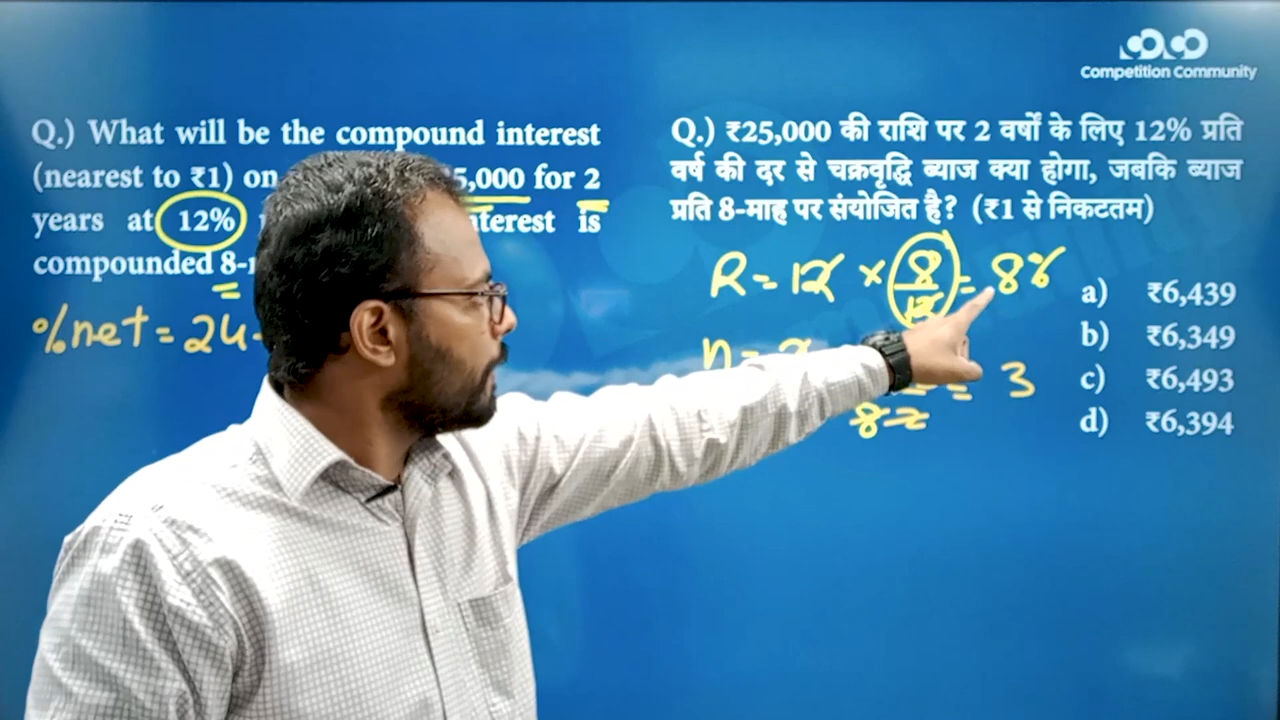 Competition Community
Q.) What will be the compound interest
(nearest to ₹1) on 5,000 for 2
years at 12% interest is
compounded 8-
%net = 24
Q.) ₹25,000 की राशि पर 2 वर्षों के लिए 12% प्रति
वर्ष की दर से चक्रवृद्धि ब्याज क्या होगा, जबकि ब्याज
प्रति 8-माह पर संयोजित है? (₹1 से निकटतम)
R = 12 × 8/12 = 8%
n = = 3
8
a) ₹6,439
b) ₹6,349
c) ₹6,493
d) ₹6,394